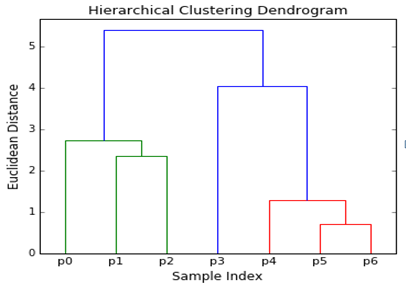 Hierarchical Clustering Dendrogram
Euclidean Distance
5
4
3
2
1
0
p0 p1 p2 p3 p4 p5 p6
Sample Index